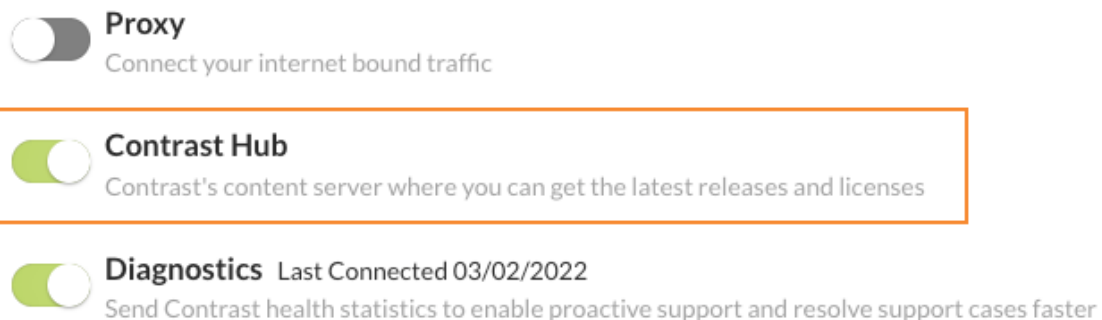 Proxy
Connect your internet bound traffic
Contrast Hub
Contrast's content server where you can get the latest releases and licenses
Diagnostics Last Connected 03/02/2022
Send Contrast health statistics to enable proactive support and resolve support cases faster